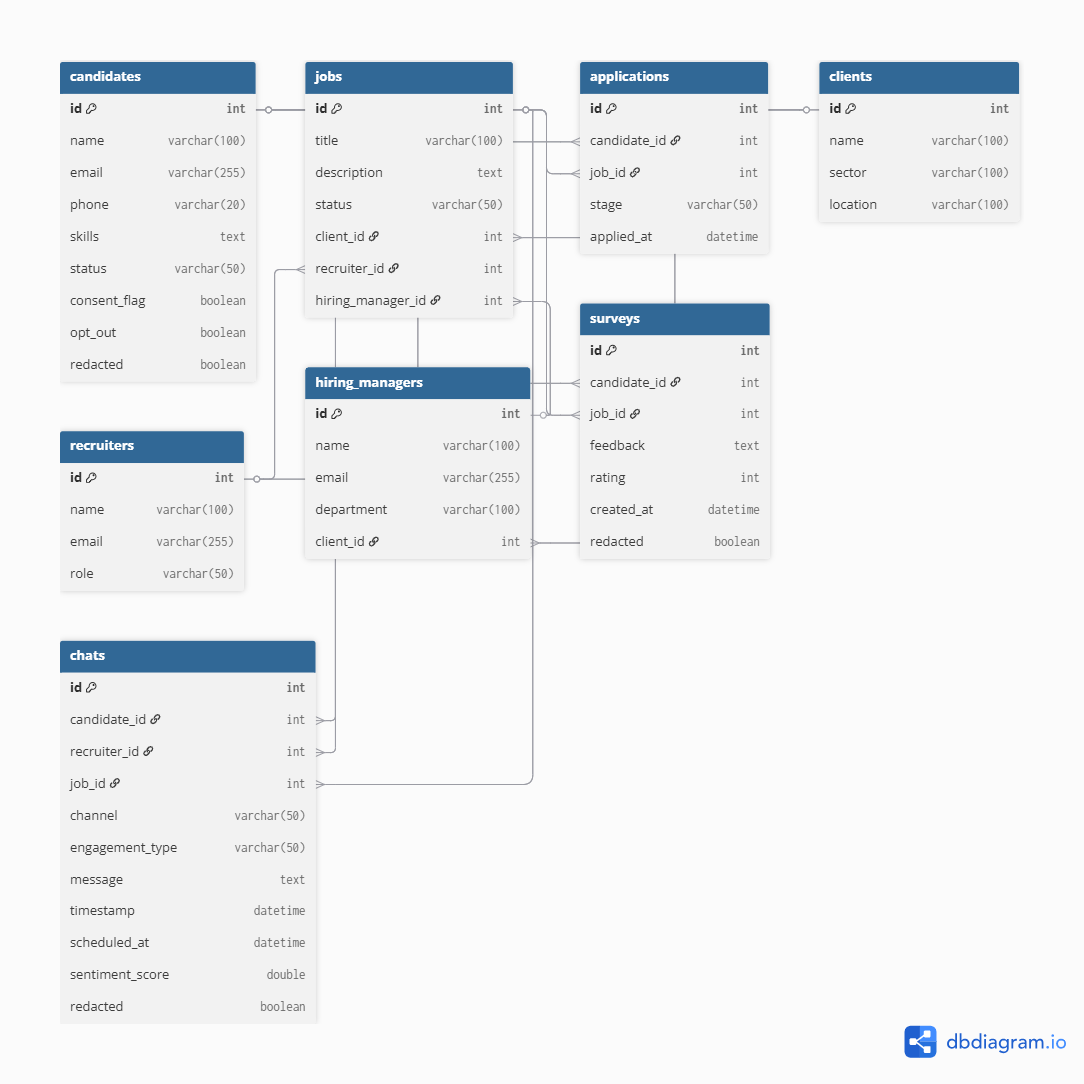 candidates
id int
name varchar(100)
email varchar(255)
phone varchar(20)
skills text
status varchar(50)
consent_flag boolean
opt_out boolean
redacted boolean
jobs
id int
title varchar(100)
description text
status varchar(50)
client_id int
recruiter_id int
hiring_manager_id int
applications
id int
candidate_id int
job_id int
stage varchar(50)
applied_at datetime
clients
id int
name varchar(100)
sector varchar(100)
location varchar(100)
recruiters
id int
name varchar(100)
email varchar(255)
role varchar(50)
hiring_managers
id int
name varchar(100)
email varchar(255)
department varchar(100)
client_id int
surveys
id int
candidate_id int
job_id int
feedback text
rating int
created_at datetime
redacted boolean
chats
id int
candidate_id int
recruiter_id int
job_id int
channel varchar(50)
engagement_type varchar(50)
message text
timestamp datetime
scheduled_at datetime
sentiment_score double
redacted boolean
dbdiagram.io